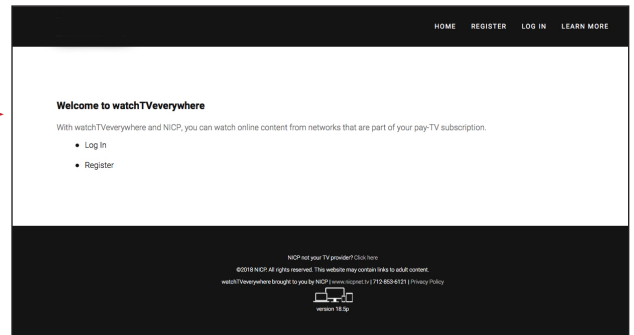 HOME REGISTER LOG IN LEARN MORE
Welcome to watchTVeverywhere
With watchTVeverywhere and NICP, you can watch online content from networks that are part of your pay-TV subscription.
• Log In
• Register
NICP not your TV provider? Click here
©2018 NICP. All rights reserved. This website may contain links to adult content.
watchTVeverywhere brought to you by NICP | www.nicpnet.tv | 712-853-6121 | Privacy Policy
version 18.5p